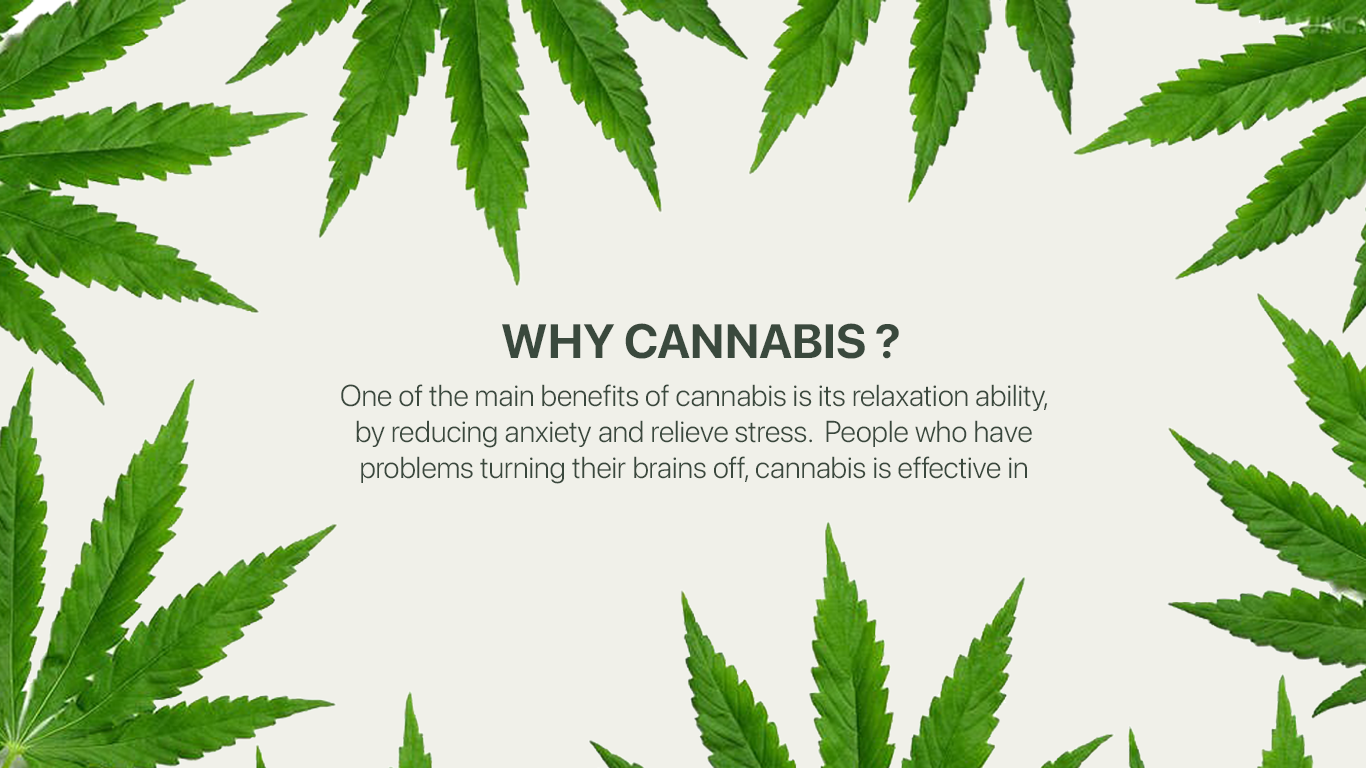 WHY CANNABIS ?
One of the main benefits of cannabis is its relaxation ability,
by reducing anxiety and relieve stress.  People who have
problems turning their brains off, cannabis is effective in